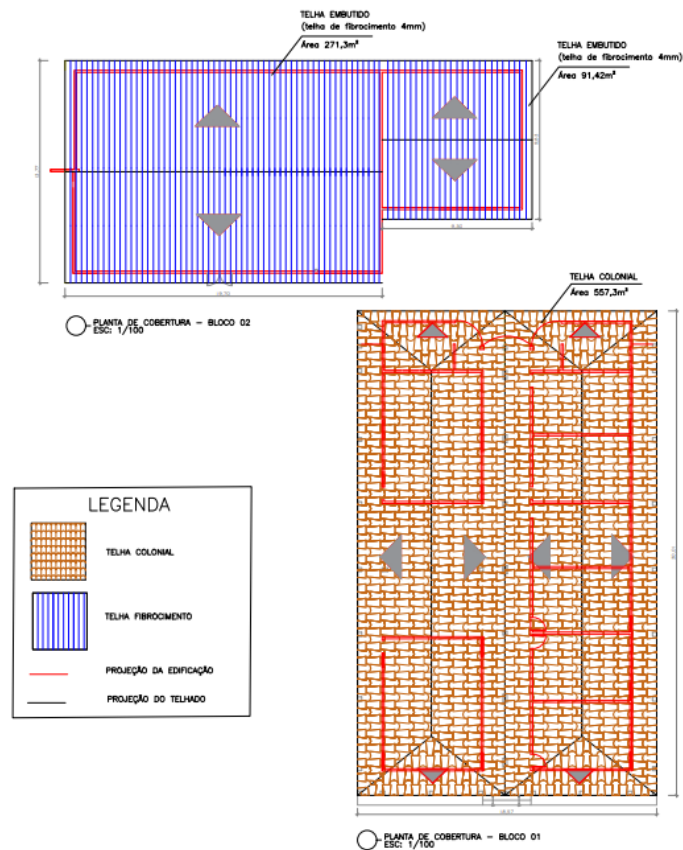 TELHA EMBUTIDO
(telha de fibrocimento 4mm)
Área 271,3m²
TELHA EMBUTIDO
(telha de fibrocimento 4mm)
Área 91,42m²
PLANTA DE COBERTURA - BLOCO 02
ESC: 1/100
TELHA COLONIAL
Área 557,3m²
LEGENDA
TELHA COLONIAL
TELHA FIBROCIMENTO
PROJEÇÃO DA EDIFICAÇÃO
PROJEÇÃO DO TELHADO
PLANTA DE COBERTURA - BLOCO 01
ESC: 1/100